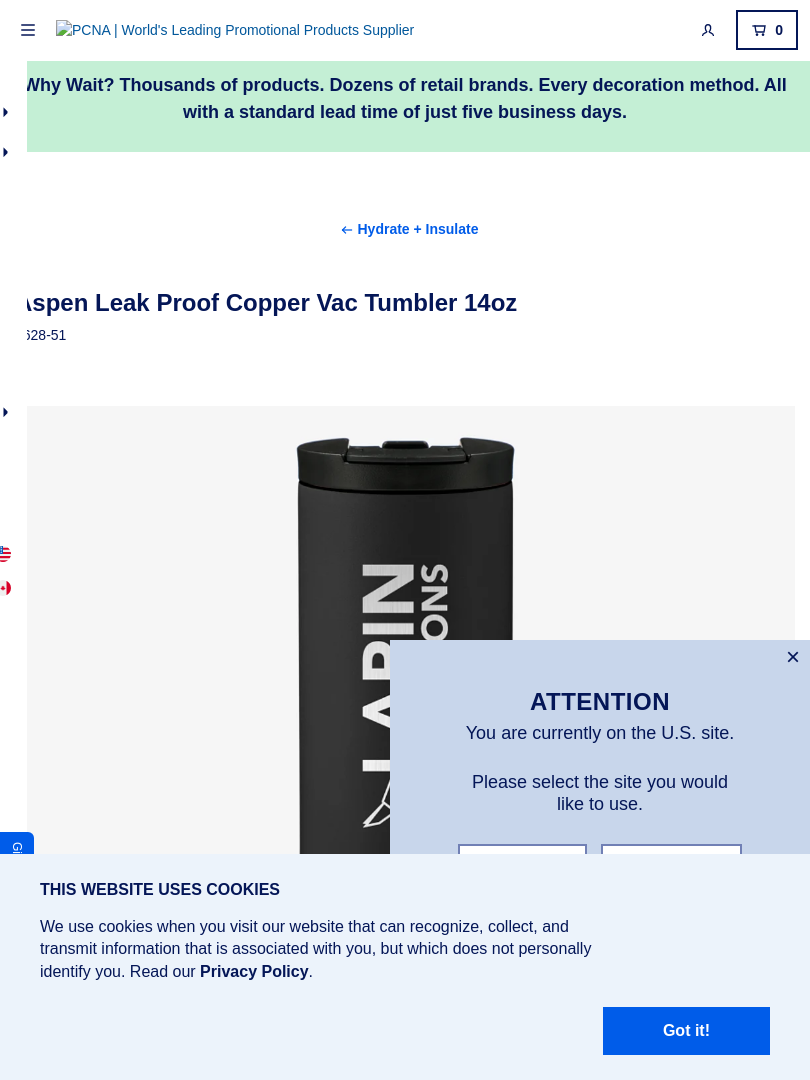 PCNA | World's Leading Promotional Products Supplier
0
Why Wait? Thousands of products. Dozens of retail brands. Every decoration method. All
with a standard lead time of just five business days.
Hydrate + Insulate
Aspen Leak Proof Copper Vac Tumbler 14oz
628-51
ATTENTION
You are currently on the U.S. site.
Please select the site you would
like to use.
THIS WEBSITE USES COOKIES
We use cookies when you visit our website that can recognize, collect, and
transmit information that is associated with you, but which does not personally
identify you. Read our Privacy Policy.
Got it!